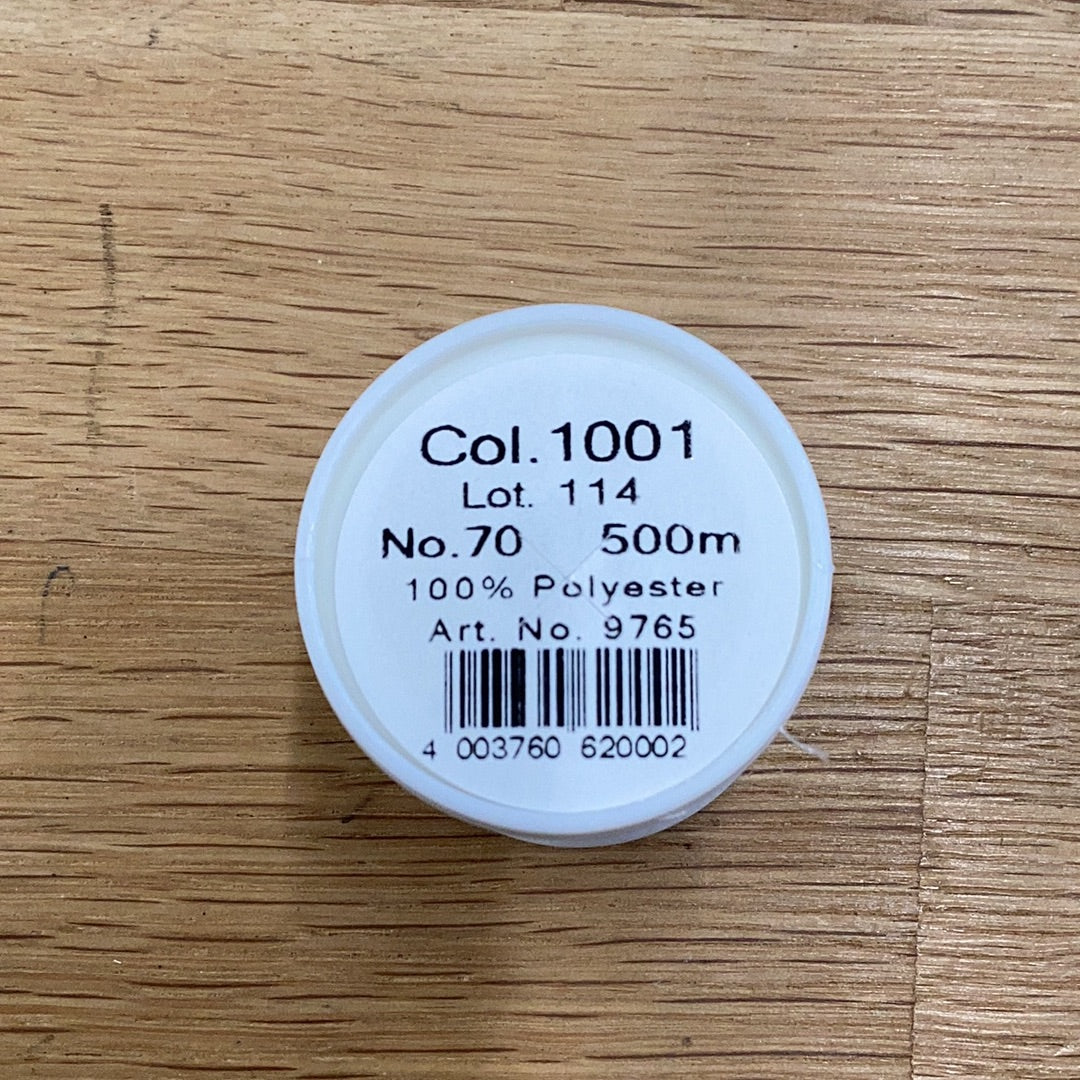 Col.1001
Lot. 114
No.70 500m
100% Polyester
Art. No. 9765
4 003760 620002